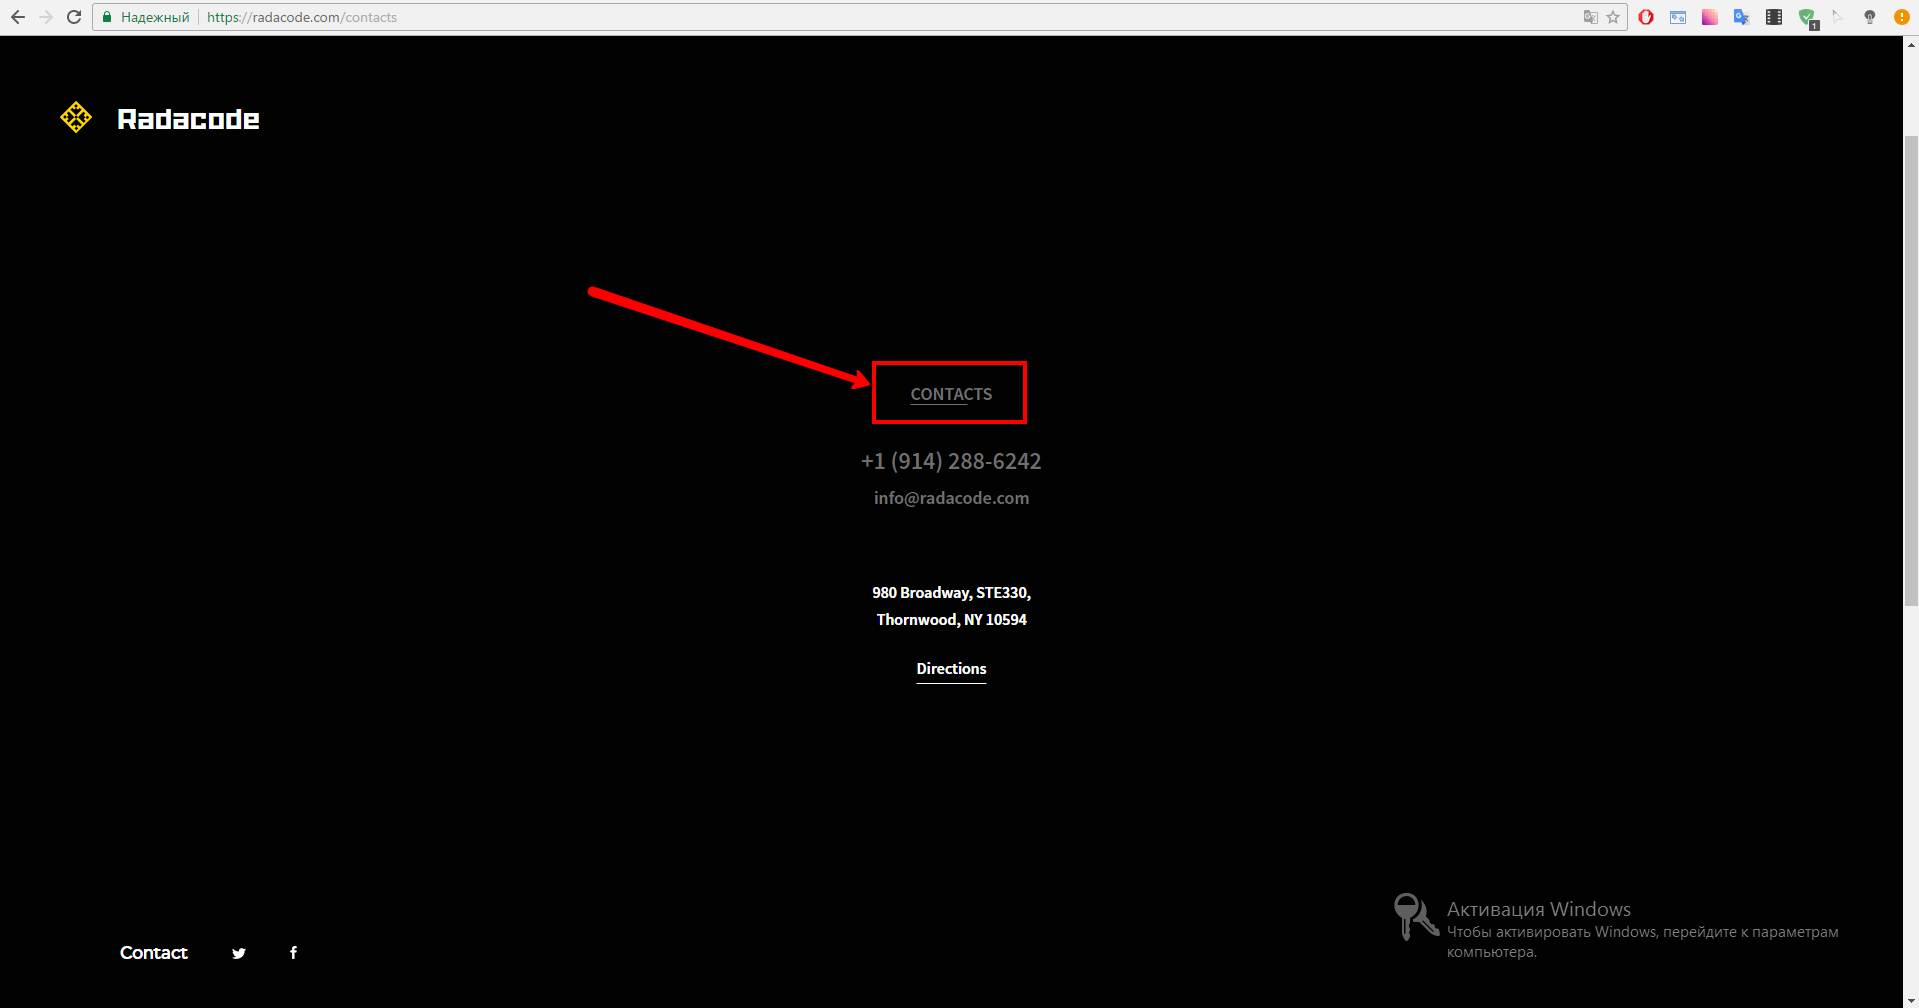 Надежный
https://radacode.com/contacts
1
Radacode
CONTACTS
+1 (914) 288-6242
info@radacode.com
980 Broadway, STE330,
Thornwood, NY 10594
Directions
Активация Windows
Чтобы активировать Windows, перейдите к параметрам
компьютера.
Contact